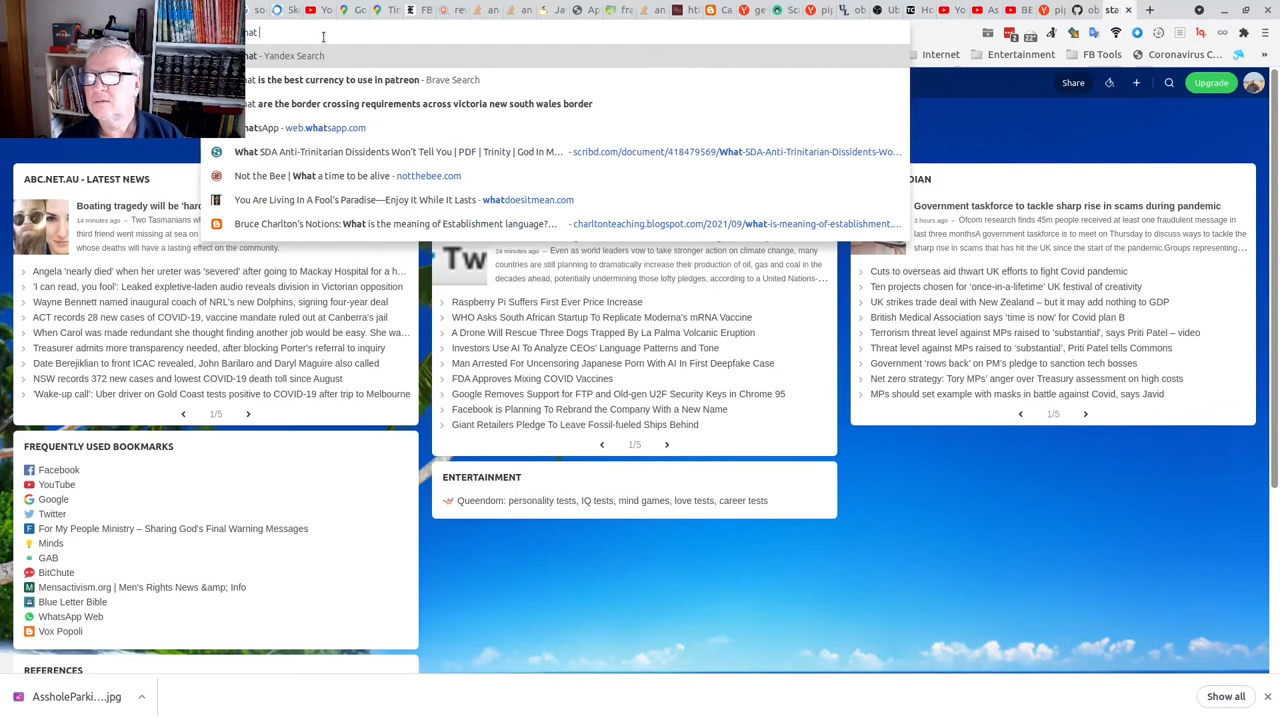 so
Sk
Yo
G
Tir
FB
Ap
an
htt
ge
Sci
pip
ob
Ub
TH
Ho
BE
Yo
pip
ob
sta
hat
hat - Yandex Search
hat is the best currency to use in patreon - Brave Search
hat are the border crossing requirements across victoria new south wales border
hatsApp - web.whatsapp.com
What SDA Anti-Trinitarian Dissidents Won't Tell You | PDF | Trinity | God In M... - scribd.com/document/418479569/What-SDA-Anti-Trinitarian-Dissidents-Wo...
Not the Bee | What a time to be alive - notthebee.com
You Are Living In A Fool's Paradise—Enjoy It While It Lasts - whatdoesitmean.com
Bruce Charlton's Notions: What is the meaning of Establishment language?... - charltonteaching.blogspot.com/2021/09/what-is-meaning-of-establishment....
2
22
Internet
Entertainment
FB Tools
Coronavirus C...
Share
Upgrade
ABC.NET.AU - LATEST NEWS
Boating tragedy will be 'harc
14 minutes ago - Two Tasmanians wh
third friend went missing at sea on
whose deaths will have a lasting effect on the community.
Angela 'nearly died' when her ureter was 'severed' after going to Mackay Hospital for a h...
'I can read, you fool': Leaked expletive-laden audio reveals division in Victorian opposition
Wayne Bennett named inaugural coach of NRL's new Dolphins, signing four-year deal
ACT records 28 new cases of COVID-19, vaccine mandate ruled out at Canberra's jail
When Carol was made redundant she thought finding another job would be easy. She wa...
Treasurer admits more transparency needed, after blocking Porter's referral to inquiry
Date Berejiklian to front ICAC revealed, John Barilaro and Daryl Maguire also called
NSW records 372 new cases and lowest COVID-19 death toll since August
'Wake-up call': Uber driver on Gold Coast tests positive to COVID-19 after trip to Melbourne
1/5
FREQUENTLY USED BOOKMARKS
Facebook
YouTube
Google
Twitter
For My People Ministry – Sharing God's Final Warning Messages
Minds
GAB
BitChute
Mensactivism.org | Men's Rights News &amp; Info
Blue Letter Bible
WhatsApp Web
Vox Popoli
REFERENCES
Tw
24 minutes ago - Even as world leaders vow to take stronger action on climate change, many
countries are still planning to dramatically increase their production of oil, gas and coal in the
decades ahead, potentially undermining those lofty pledges, according to a United Nations-
Raspberry Pi Suffers First Ever Price Increase
WHO Asks South African Startup To Replicate Moderna's mRNA Vaccine
A Drone Will Rescue Three Dogs Trapped By La Palma Volcanic Eruption
Investors Use AI To Analyze CEOs' Language Patterns and Tone
Man Arrested For Uncensoring Japanese Porn With AI In First Deepfake Case
FDA Approves Mixing COVID Vaccines
Google Removes Support for FTP and Old-gen U2F Security Keys in Chrome 95
Facebook is Planning To Rebrand the Company With a New Name
Giant Retailers Pledge To Leave Fossil-fueled Ships Behind
1/5
ENTERTAINMENT
Queendom: personality tests, IQ tests, mind games, love tests, career tests
DIAN
Government taskforce to tackle sharp rise in scams during pandemic
3 hours ago - Ofcom research finds 45m people received at least one fraudulent message in
last three monthsA government taskforce is to meet on Thursday to discuss ways to tackle the
sharp rise in scams that has hit the UK since the start of the pandemic.Groups representing...
Cuts to overseas aid thwart UK efforts to fight Covid pandemic
Ten projects chosen for 'once-in-a-lifetime' UK festival of creativity
UK strikes trade deal with New Zealand – but it may add nothing to GDP
British Medical Association says 'time is now' for Covid plan B
Terrorism threat level against MPs raised to 'substantial', says Priti Patel – video
Threat level against MPs raised to 'substantial', Priti Patel tells Commons
Government 'rows back' on PM's pledge to sanction tech bosses
Net zero strategy: Tory MPs' anger over Treasury assessment on high costs
MPs should set example with masks in battle against Covid, says Javid
1/5
AssholeParki....jpg
Show all